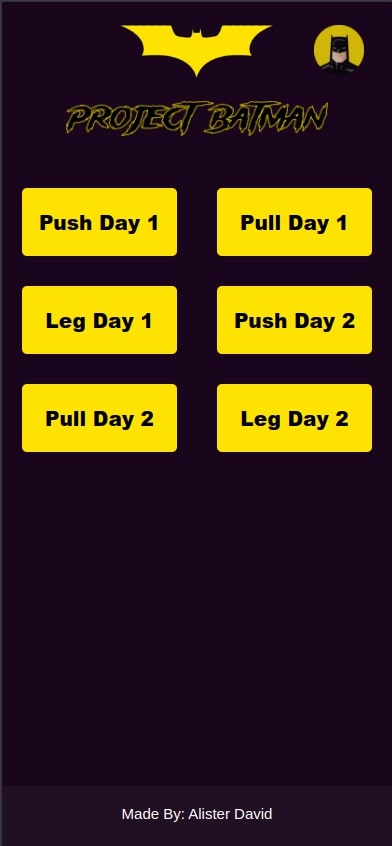 PROJECT BATMAN
Push Day 1
Pull Day 1
Leg Day 1
Push Day 2
Pull Day 2
Leg Day 2
Made By: Alister David